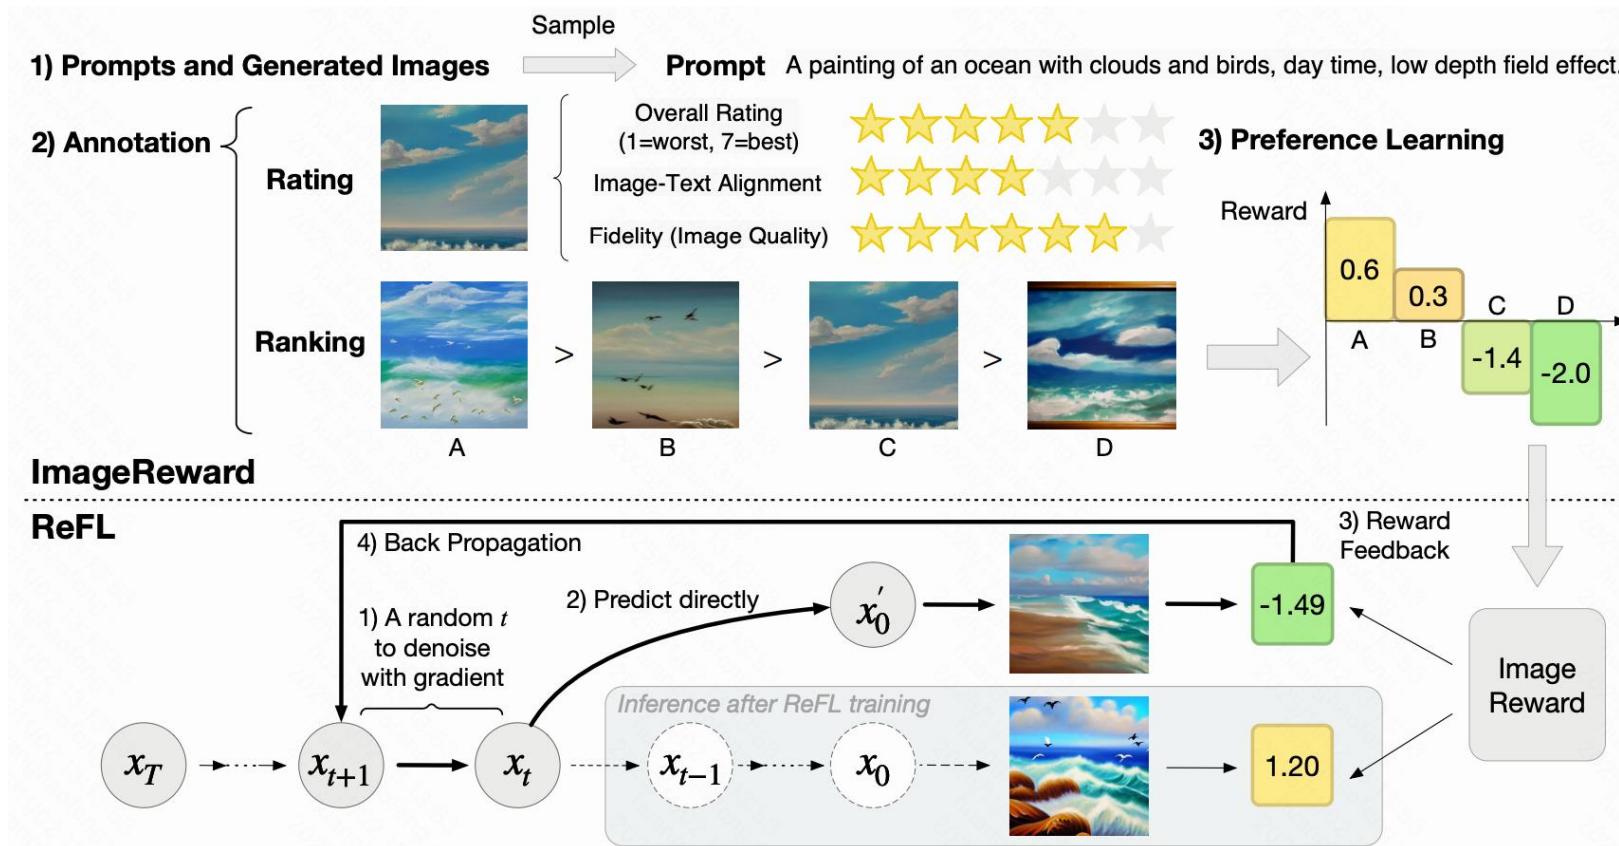 Sample
1) Prompts and Generated Images
Prompt A painting of an ocean with clouds and birds, day time, low depth field effect.
2) Annotation
Rating
Overall Rating
(1=worst, 7=best)
Image-Text Alignment
Fidelity (Image Quality)
Ranking
> > >
A B C D
3) Preference Learning
Reward
0.6
0.3
-1.4
-2.0
A B C D
ImageReward
ReFL
4) Back Propagation
1) A random t
to denoise
with gradient
2) Predict directly
x₀′
-1.49
3) Reward
Feedback
Image
Reward
Inference after ReFL training
x_T x_{t+1} x_t x_{t−1} x₀
1.20